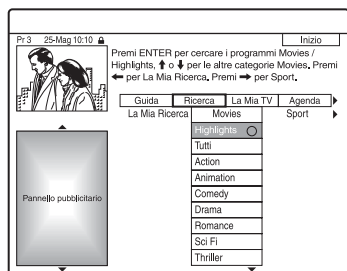 Pr 3 25-Mag 10:10
Inizio
Premi ENTER per cercare i programmi Movies /
Highlights, ↑ o ↓ per le altre categorie Movies. Premi
← per La Mia Ricerca. Premi → per Sport.
Guida Ricerca La Mia TV Agenda
La Mia Ricerca Movies Sport
Highlights
Tutti
Action
Animation
Comedy
Drama
Romance
Sci Fi
Thriller
Pannello pubblicitario